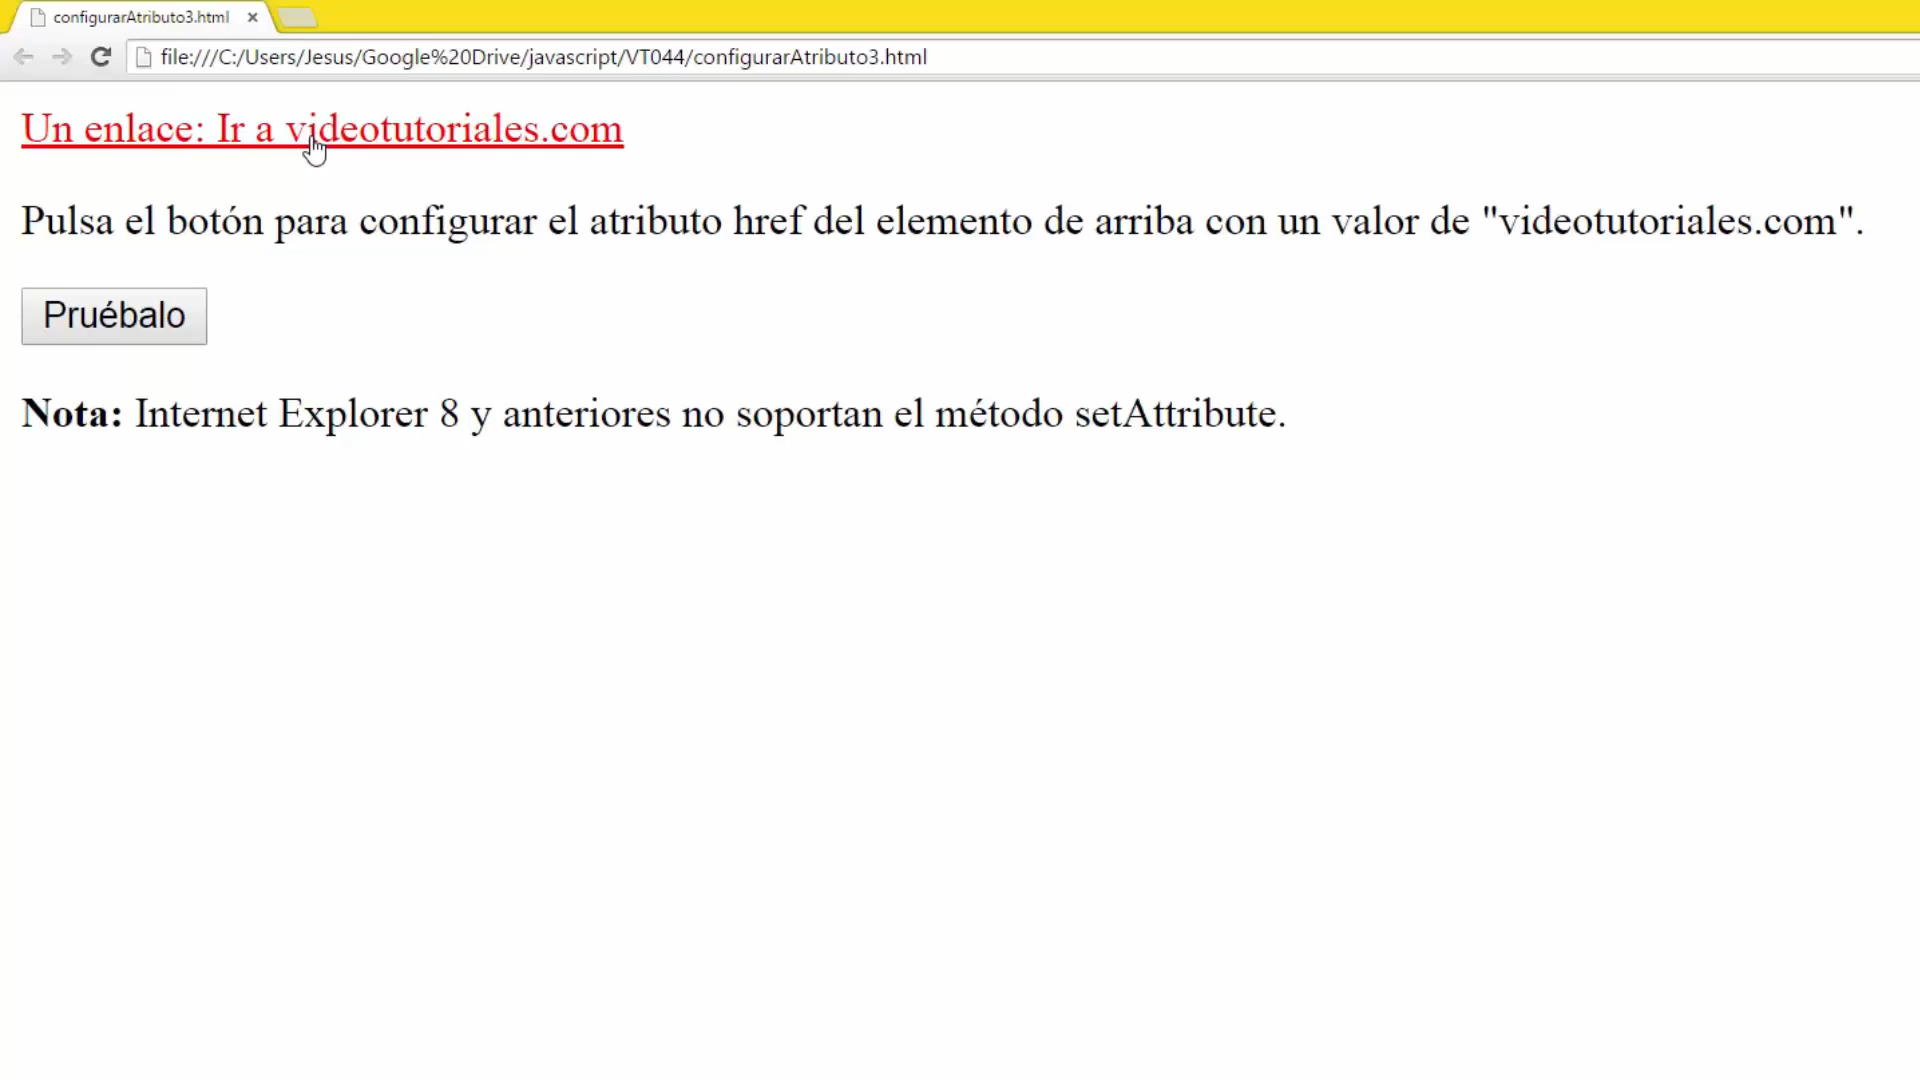 configurarAtributo3.html
file:///C:/Users/Jesus/Google%20Drive/javascript/VT044/configurarAtributo3.html
Un enlace: Ir a videotutoriales.com
Pulsa el botón para configurar el atributo href del elemento de arriba con un valor de "videotutoriales.com".
Pruébalo
Nota: Internet Explorer 8 y anteriores no soportan el método setAttribute.